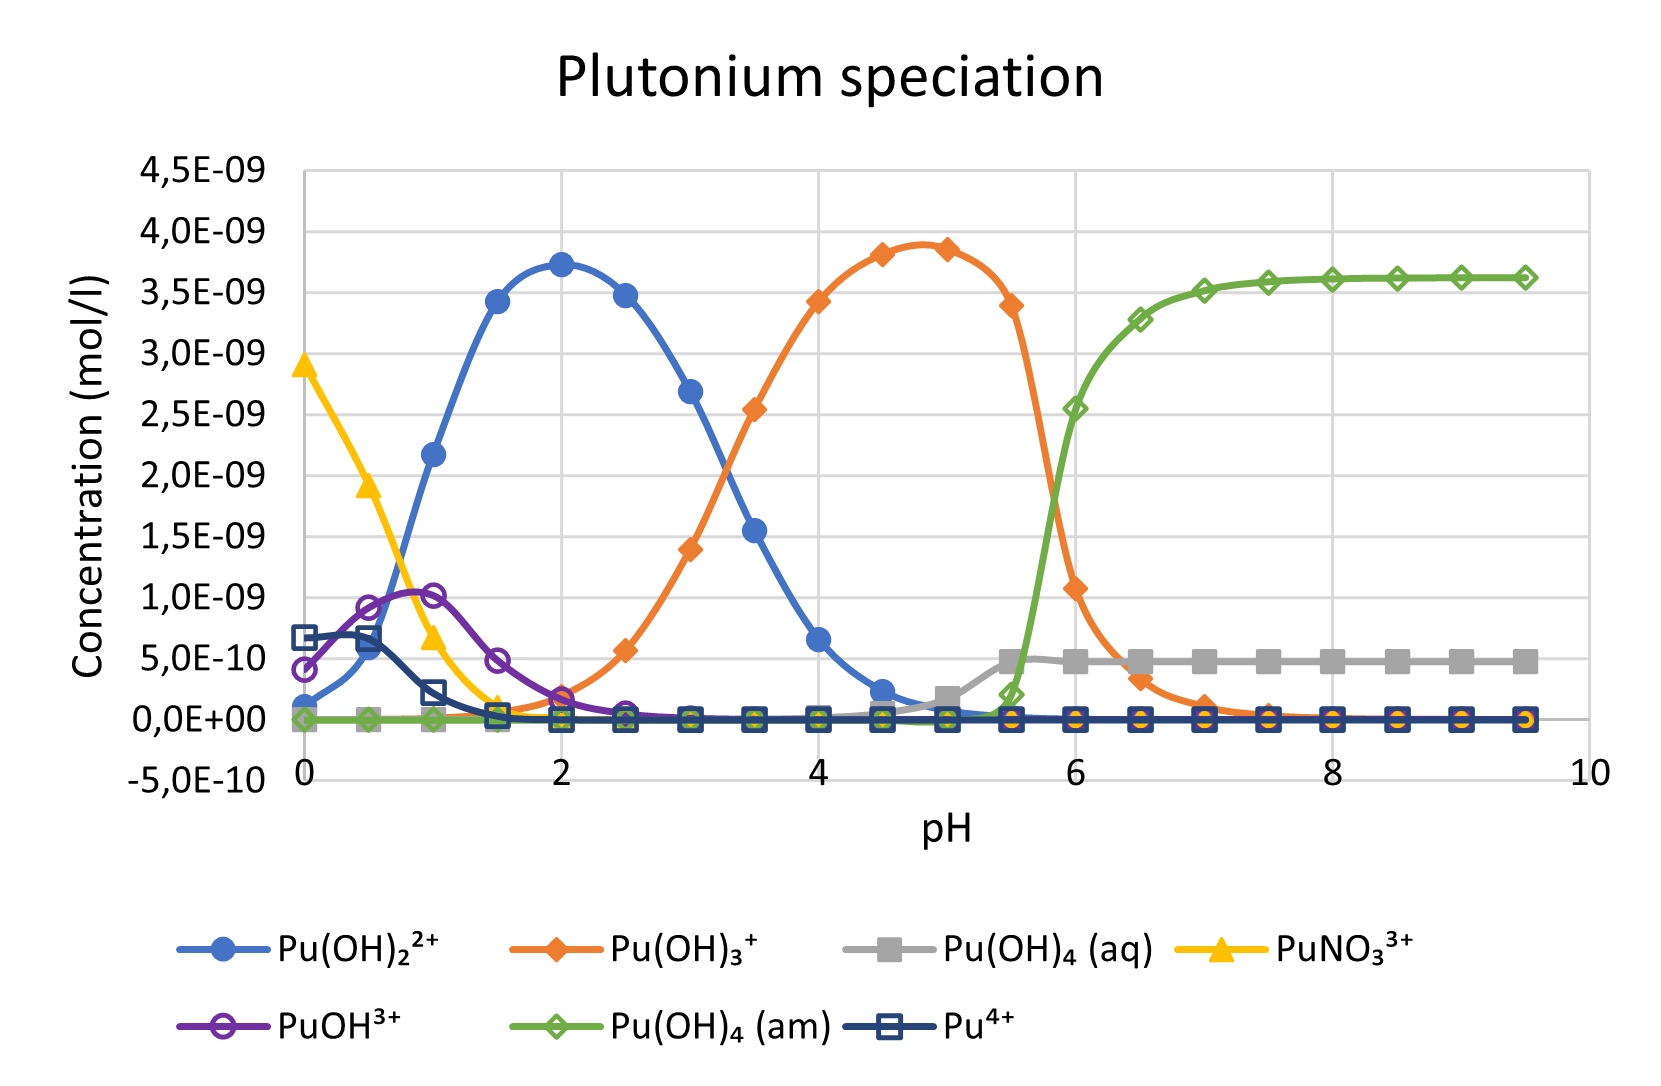 Plutonium speciation
4,5E-09
4,0E-09
3,5E-09
3,0E-09
2,5E-09
2,0E-09
1,5E-09
1,0E-09
5,0E-10
0,0E+00
-5,0E-10
Concentration (mol/l)
0 2 4 6 8 10
pH
Pu(OH)₂²⁺ Pu(OH)₃⁺ Pu(OH)₄ (aq) PuNO₃³⁺
PuOH³⁺ Pu(OH)₄ (am) Pu⁴⁺